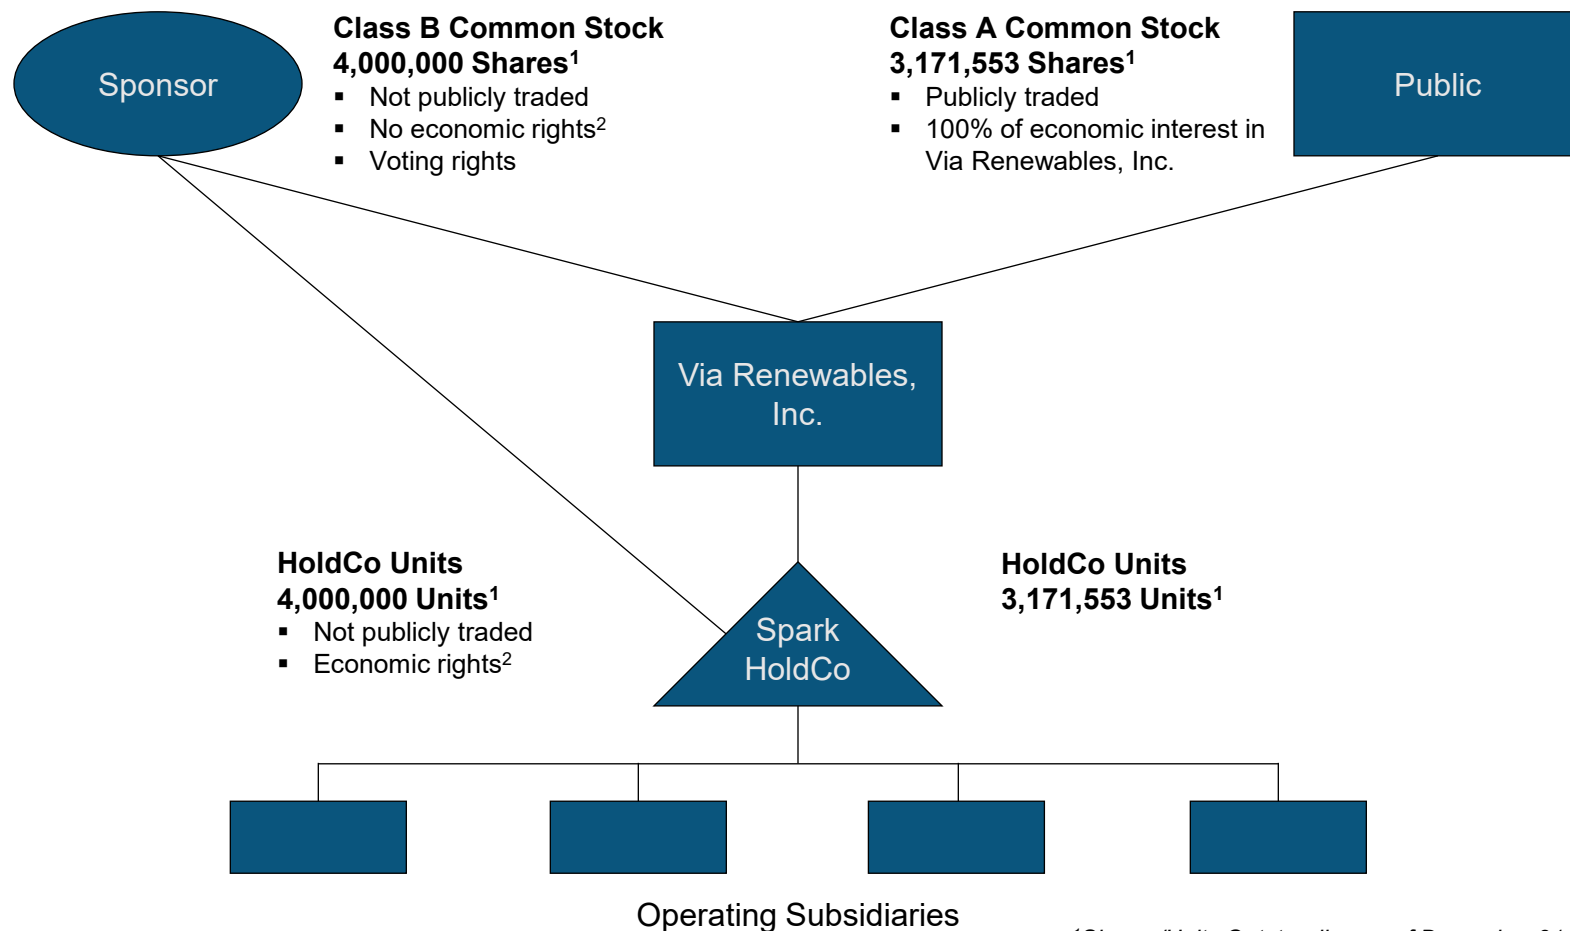 Sponsor
Class B Common Stock
4,000,000 Shares¹
▪ Not publicly traded
▪ No economic rights²
▪ Voting rights
Class A Common Stock
3,171,553 Shares¹
▪ Publicly traded
▪ 100% of economic interest in
Via Renewables, Inc.
Public
Via Renewables,
Inc.
HoldCo Units
4,000,000 Units¹
▪ Not publicly traded
▪ Economic rights²
HoldCo Units
3,171,553 Units¹
Spark
HoldCo
Operating Subsidiaries